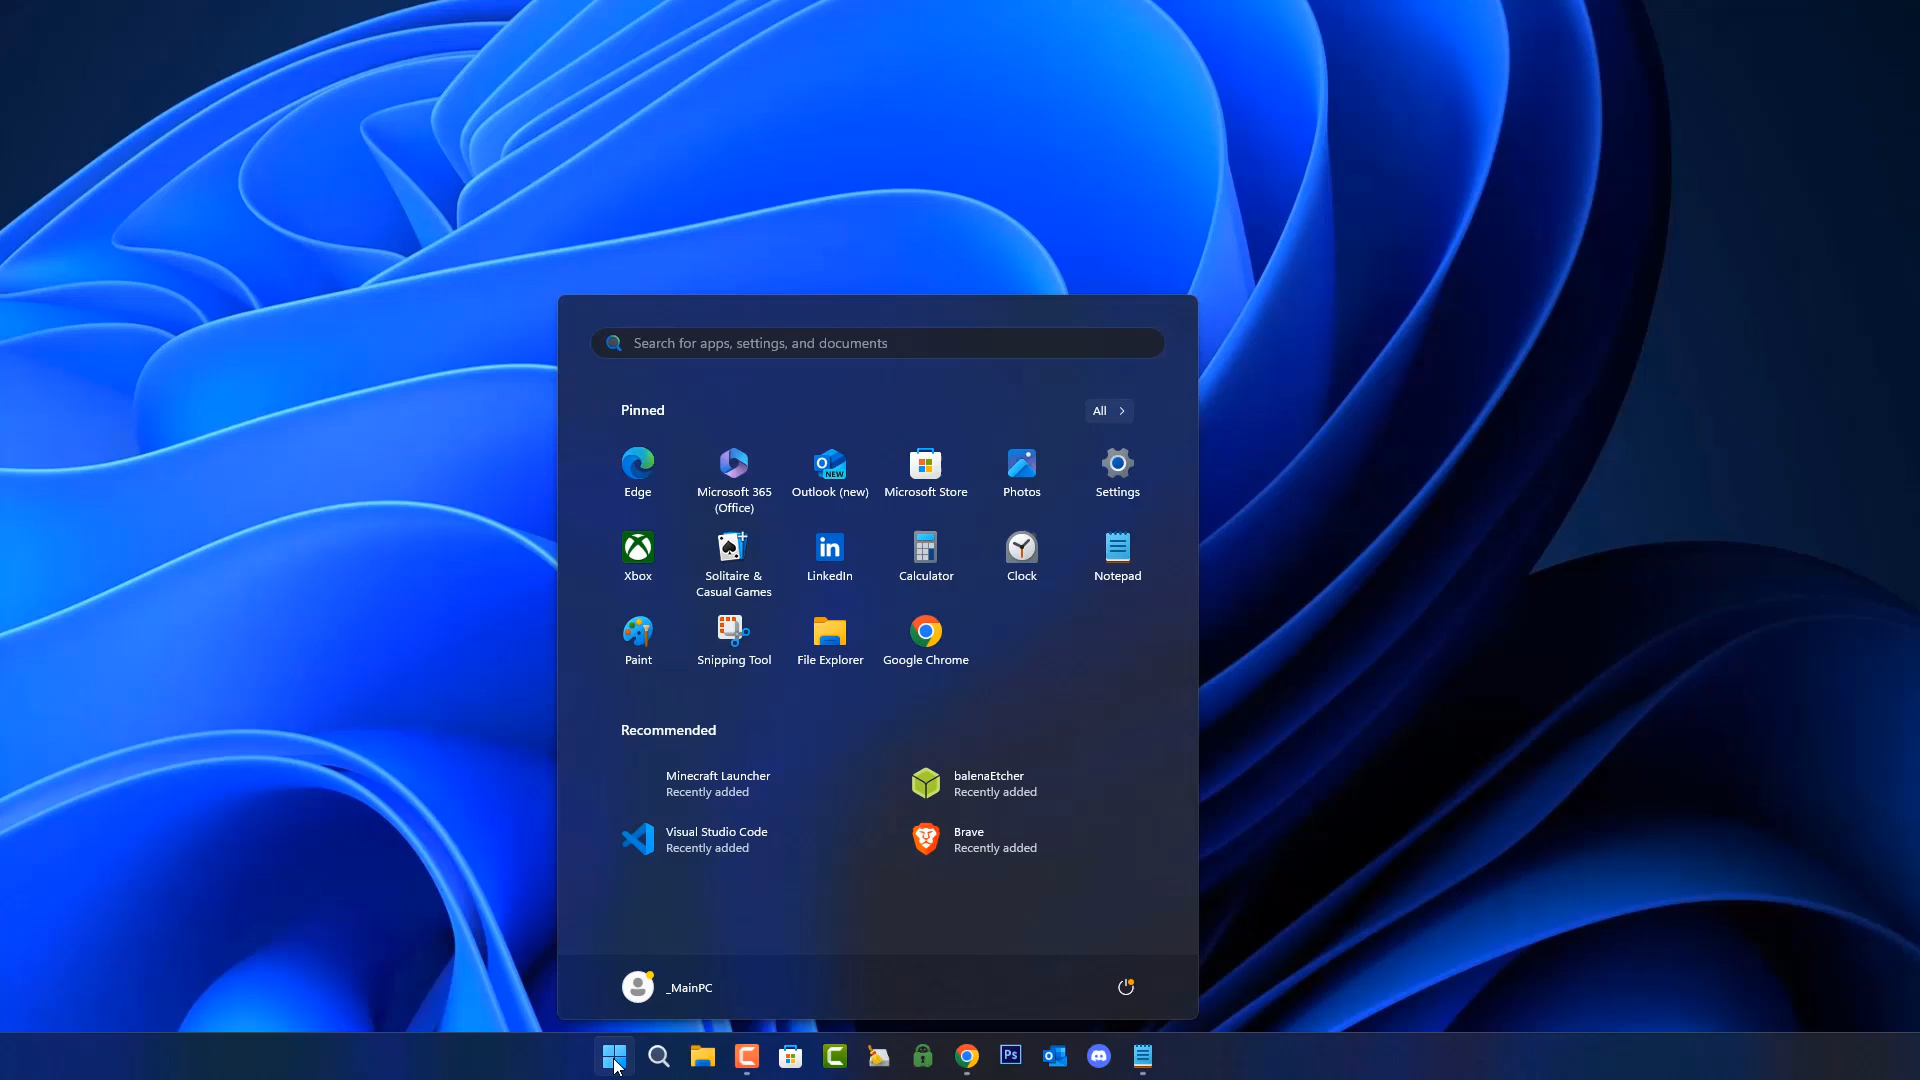 Search for apps, settings, and documents
Pinned
All
Edge
Microsoft 365
(Office)
Outlook (new)
Microsoft Store
Photos
Settings
Xbox
Solitaire &
Casual Games
LinkedIn
Calculator
Clock
Notepad
Paint
Snipping Tool
File Explorer
Google Chrome
Recommended
Minecraft Launcher
Recently added
balenaEtcher
Recently added
Visual Studio Code
Recently added
Brave
Recently added
_MainPC